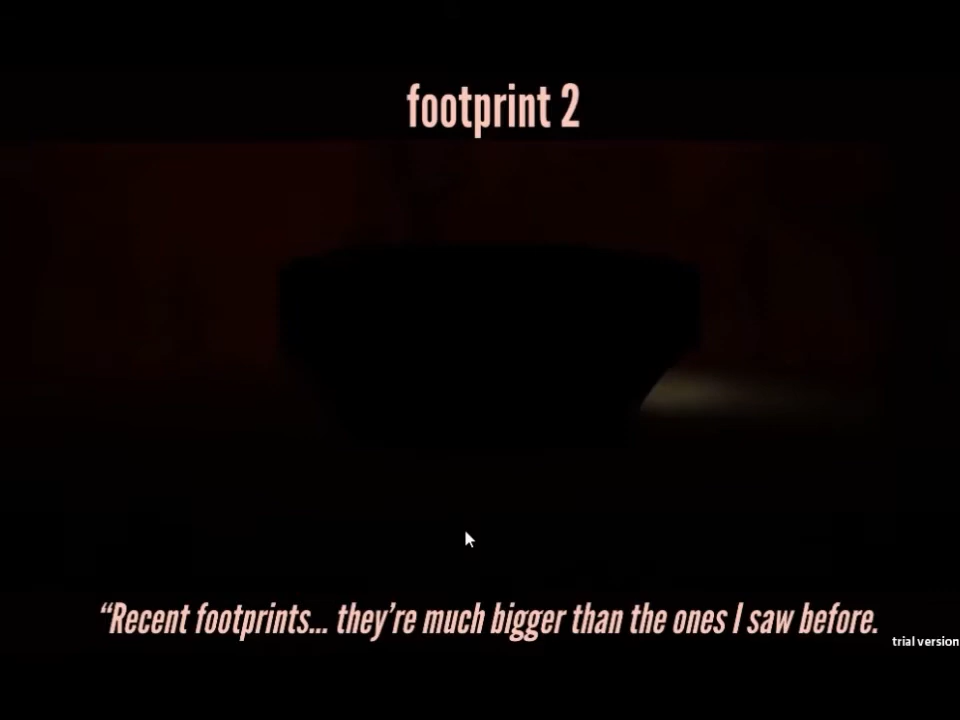 footprint 2
“Recent footprints... they’re much bigger than the ones I saw before.
trial version